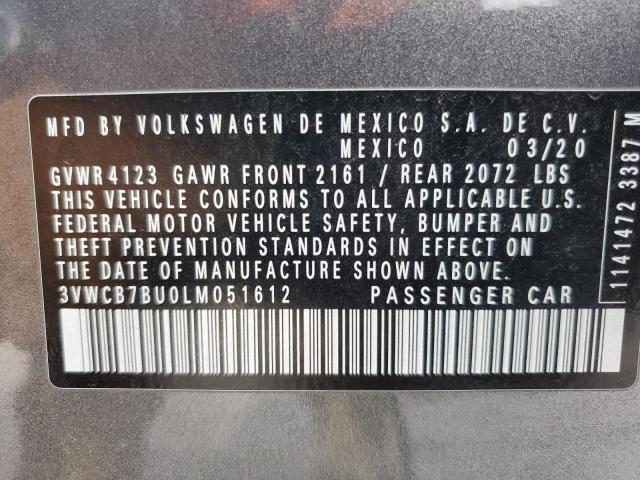 MFD BY VOLKSWAGEN DE MEXICO S.A. DE C.V.
MEXICO 03/20
GVWR 4123 GAWR FRONT 2161 / REAR 2072 LBS
THIS VEHICLE CONFORMS TO ALL APPLICABLE U.S.
FEDERAL MOTOR VEHICLE SAFETY, BUMPER AND
THEFT PREVENTION STANDARDS IN EFFECT ON
THE DATE OF MANUFACTURE SHOWN ABOVE.
3VWCB7BU0LM051612 PASSENGER CAR
1141472 3387 M